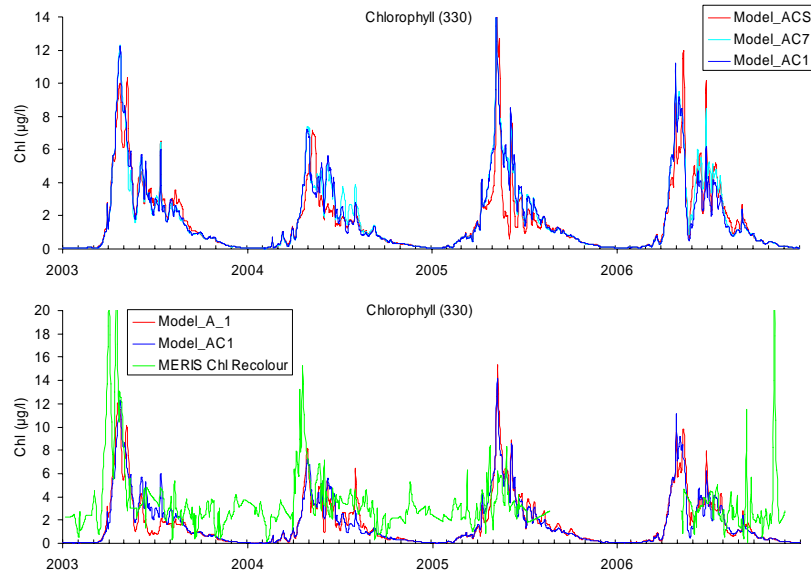 Chlorophyll (330)
Model_ACS
Model_AC7
Model_AC1
Chl (µg/l)
14
12
10
8
6
4
2
0
2003 2004 2005 2006
Chlorophyll (330)
Model_A_1
Model_AC1
MERIS Chl Recolour
Chl (µg/l)
20
18
16
14
12
10
8
6
4
2
0
2003 2004 2005 2006